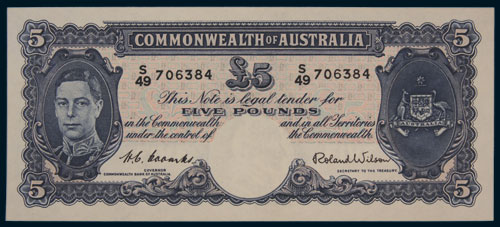 5 COMMONWEALTH OF AUSTRALIA 5
S/49 706384 £5 S/49 706384
This Note is legal tender for
FIVE POUNDS
in the Commonwealth and in all Territories
under the control of the Commonwealth
AUSTRALIA
H.C. Coombs Roland Wilson
GOVERNOR SECRETARY TO THE TREASURY
COMMONWEALTH BANK OF AUSTRALIA
5 5